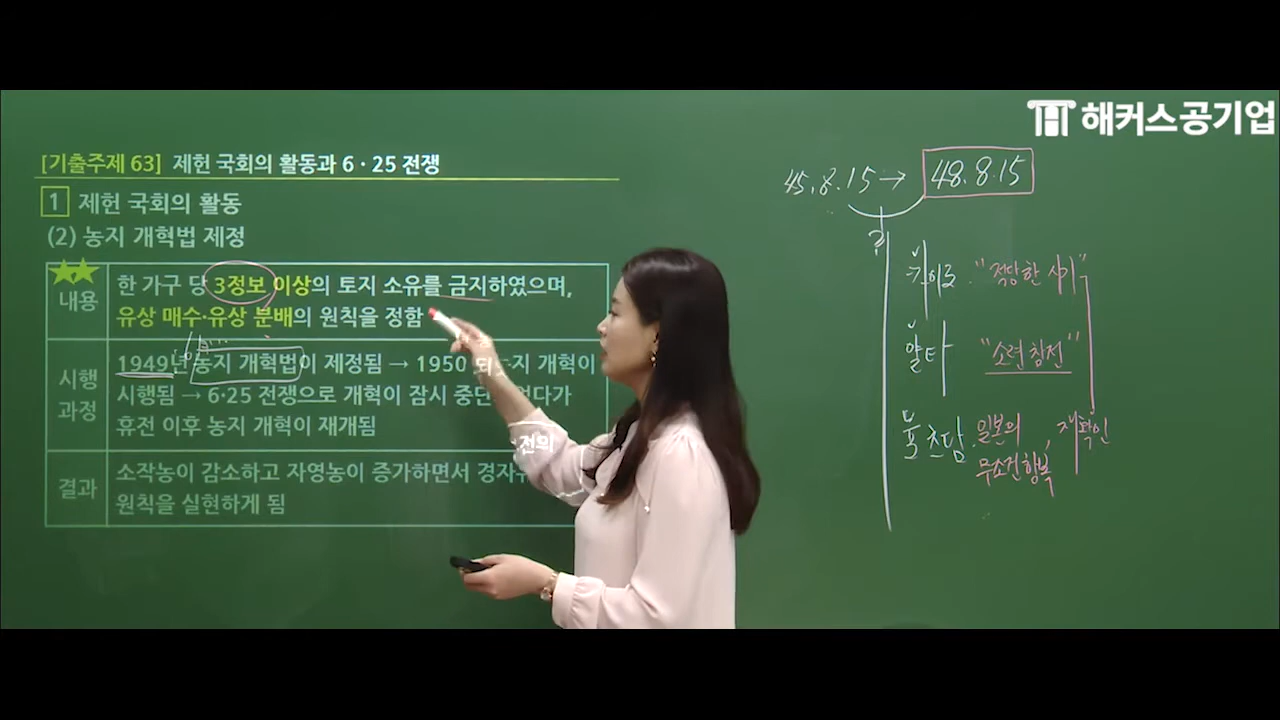 해커스공기업
[기출주제 63] 제헌 국회의 활동과 6·25 전쟁
1 제헌 국회의 활동
(2) 농지 개혁법 제정
내용
한 가구 당 3정보 이상의 토지 소유를 금지하였으며,
유상 매수·유상 분배의 원칙을 정함
시행
과정
1949년 농지 개혁법이 제정됨 → 1950 농지 개혁이
시행됨 → 6·25 전쟁으로 개혁이 잠시 중단 다가
휴전 이후 농지 개혁이 재개됨
결과
소작농이 감소하고 자영농이 증가하면서
원칙을 실현하게 됨
전의
45.8.15 → 48.8.15
?
카이로. "적당한 시기"
얄타 "소련 참전"
포츠담. 일본의 무조건 항복, 재확인